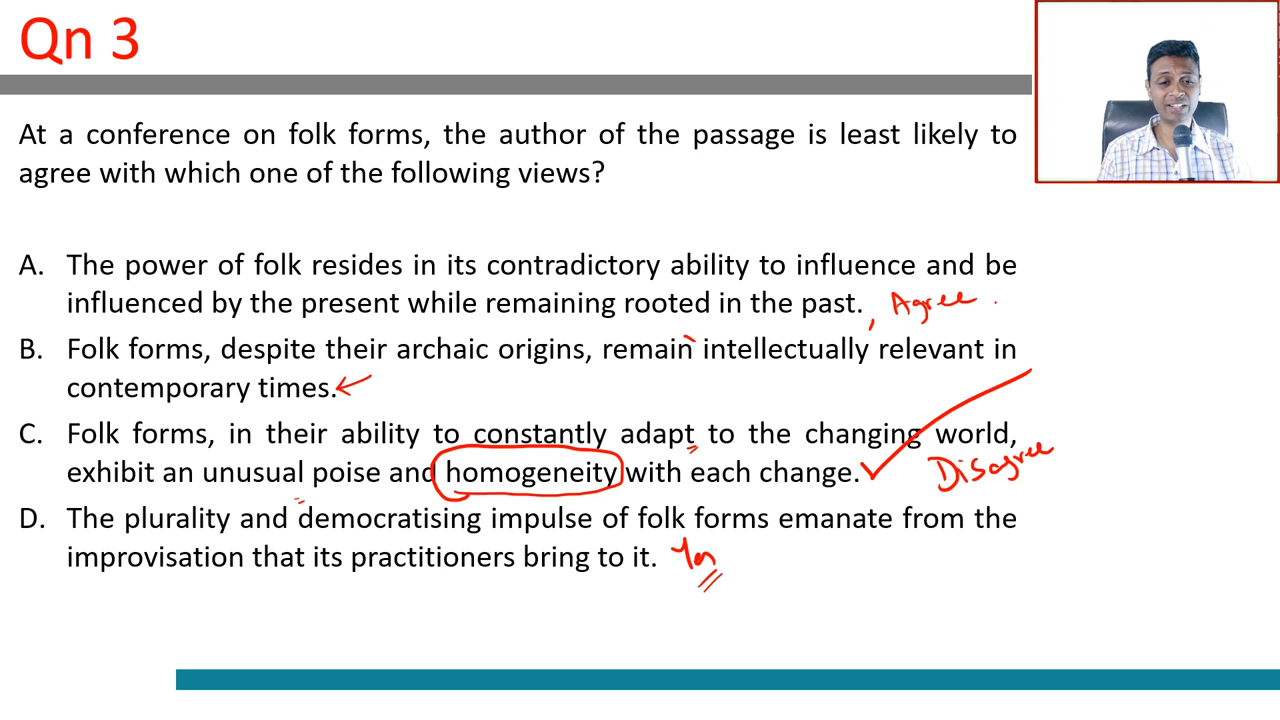 Qn 3
At a conference on folk forms, the author of the passage is least likely to
agree with which one of the following views?
A. The power of folk resides in its contradictory ability to influence and be
influenced by the present while remaining rooted in the past. Agree
B. Folk forms, despite their archaic origins, remain intellectually relevant in
contemporary times.
C. Folk forms, in their ability to constantly adapt to the changing world,
exhibit an unusual poise and homogeneity with each change. Disagree
D. The plurality and democratising impulse of folk forms emanate from the
improvisation that its practitioners bring to it.